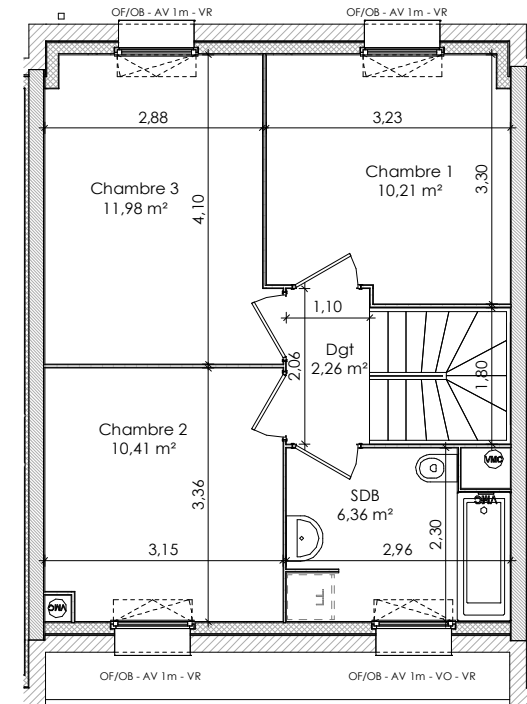 OF/OB - AV 1m - VR
OF/OB - AV 1m - VR
2,88
3,23
Chambre 3
11,98 m²
4,10
Chambre 1
10,21 m²
3,30
1,10
Dgt
2,26 m²
2,06
1,80
Chambre 2
10,41 m²
3,36
3,15
SDB
6,36 m²
2,96
2,30
VMC
VMC
LL
OF/OB - AV 1m - VR
OF/OB - AV 1m - VO - VR